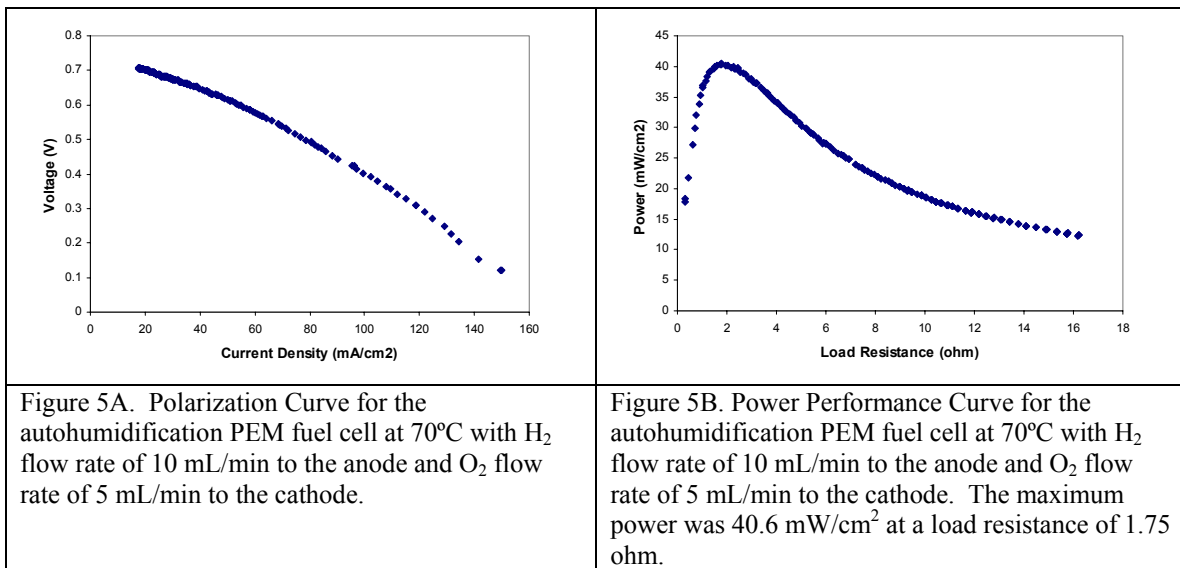 0.8
0.7
0.6
0.5
0.4
0.3
0.2
0.1
0
Voltage (V)
0 20 40 60 80 100 120 140 160
Current Density (mA/cm2)
45
40
35
30
25
20
15
10
5
0
Power (mW/cm2)
0 2 4 6 8 10 12 14 16 18
Load Resistance (ohm)
Figure 5A. Polarization Curve for the
autohumidification PEM fuel cell at 70ºC with H₂
flow rate of 10 mL/min to the anode and O₂ flow
rate of 5 mL/min to the cathode.
Figure 5B. Power Performance Curve for the
autohumidification PEM fuel cell at 70ºC with H₂
flow rate of 10 mL/min to the anode and O₂ flow
rate of 5 mL/min to the cathode. The maximum
power was 40.6 mW/cm² at a load resistance of 1.75
ohm.